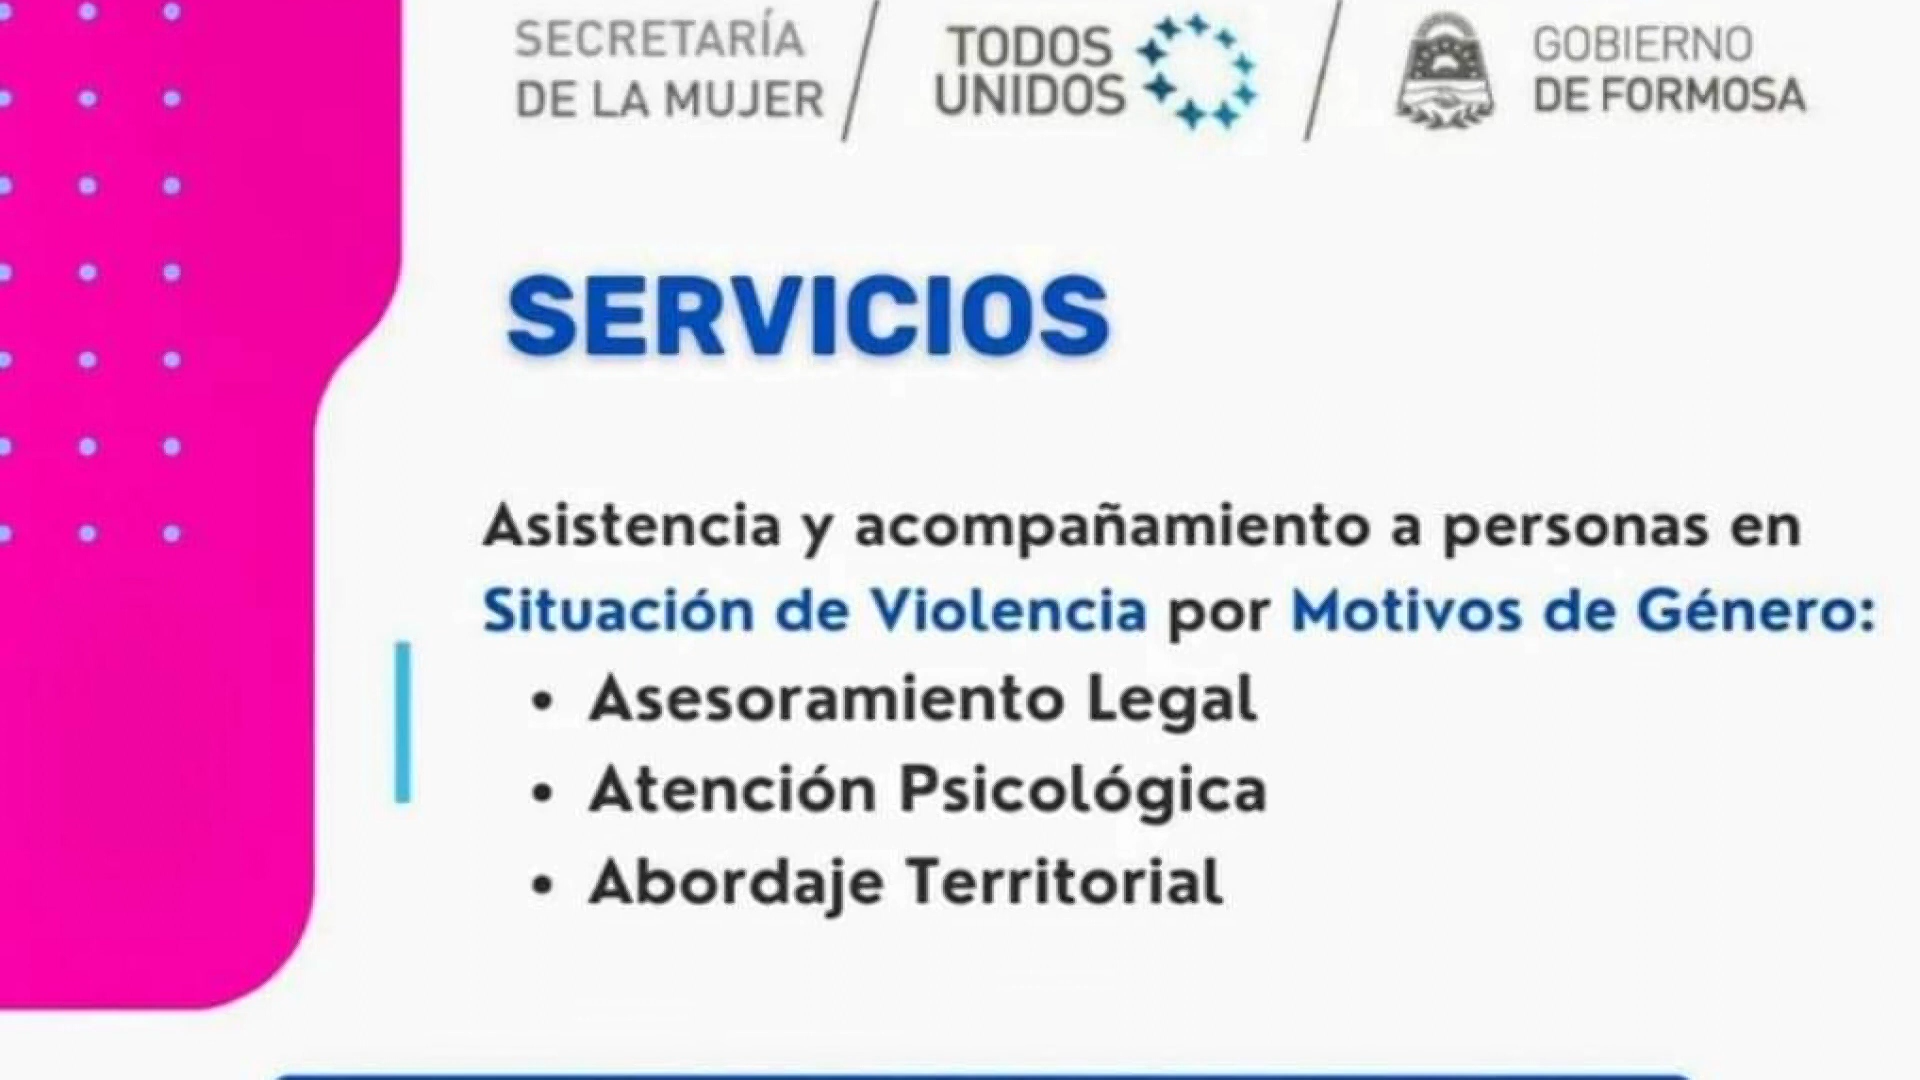 SECRETARÍA
DE LA MUJER
TODOS
UNIDOS
GOBIERNO
DE FORMOSA
SERVICIOS
Asistencia y acompañamiento a personas en
Situación de Violencia por Motivos de Género:
• Asesoramiento Legal
• Atención Psicológica
• Abordaje Territorial